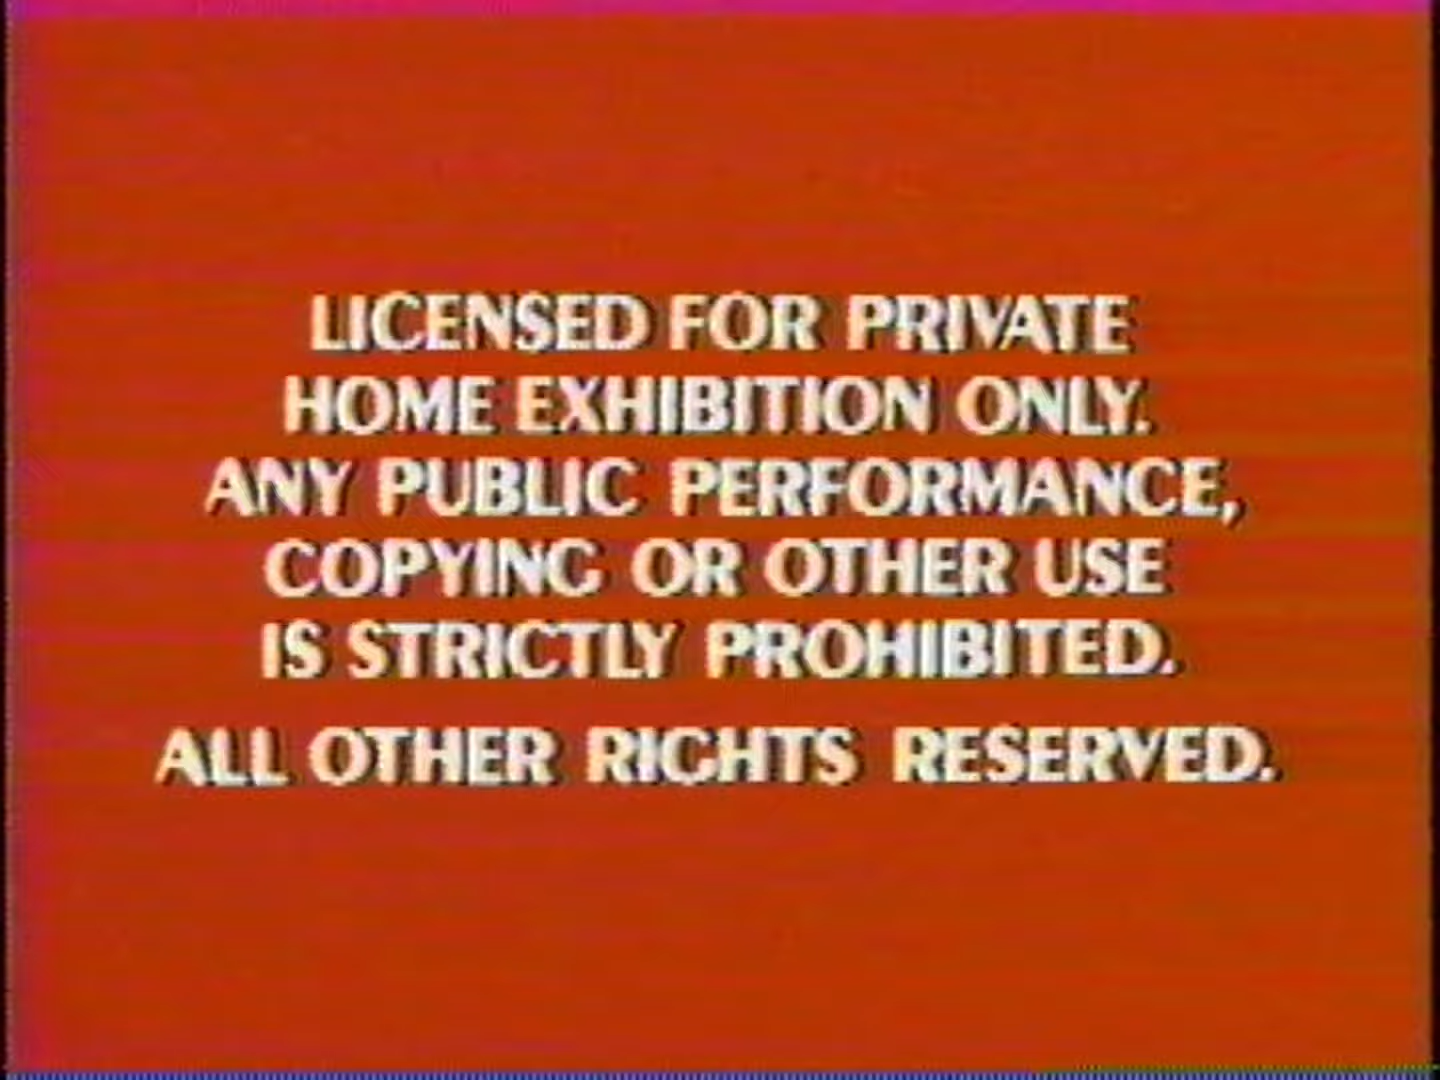 LICENSED FOR PRIVATE
HOME EXHIBITION ONLY.
ANY PUBLIC PERFORMANCE,
COPYING OR OTHER USE
IS STRICTLY PROHIBITED.
ALL OTHER RIGHTS RESERVED.